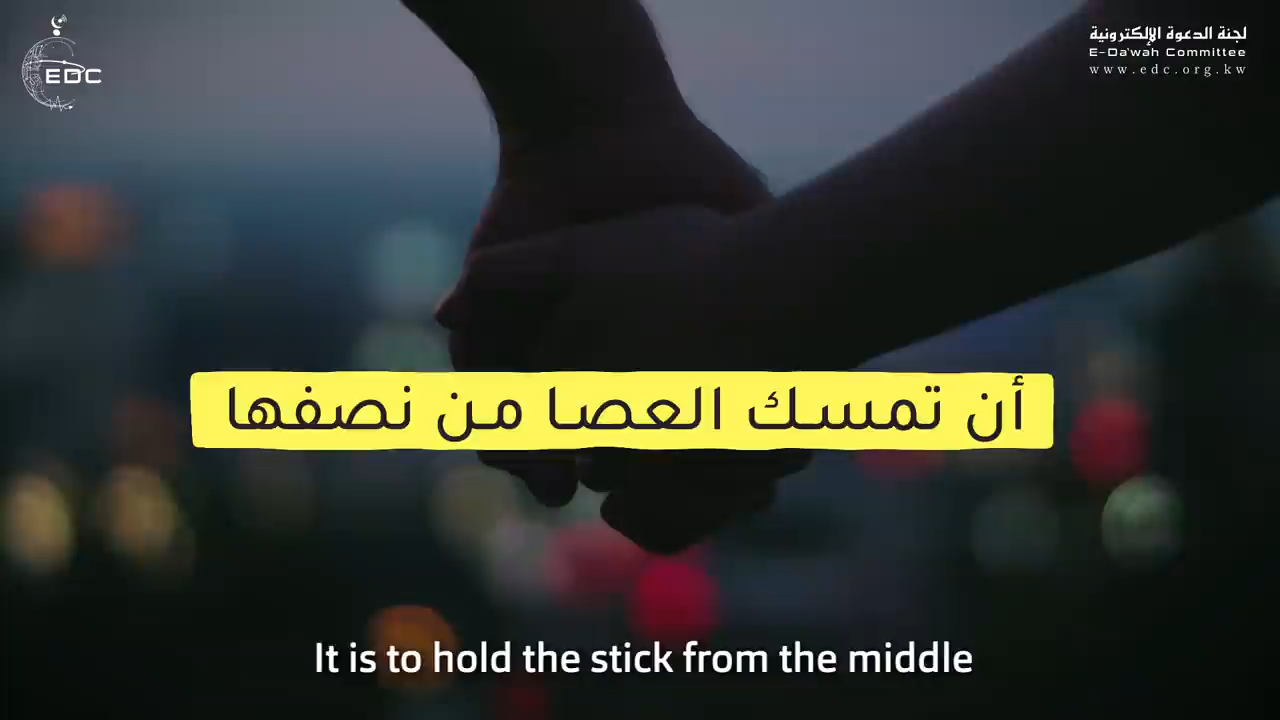 EDC
لجنة الدعوة الإلكترونية
E-Da'wah Committee
www.edc.org.kw
أن تمسك العصا من نصفها
It is to hold the stick from the middle